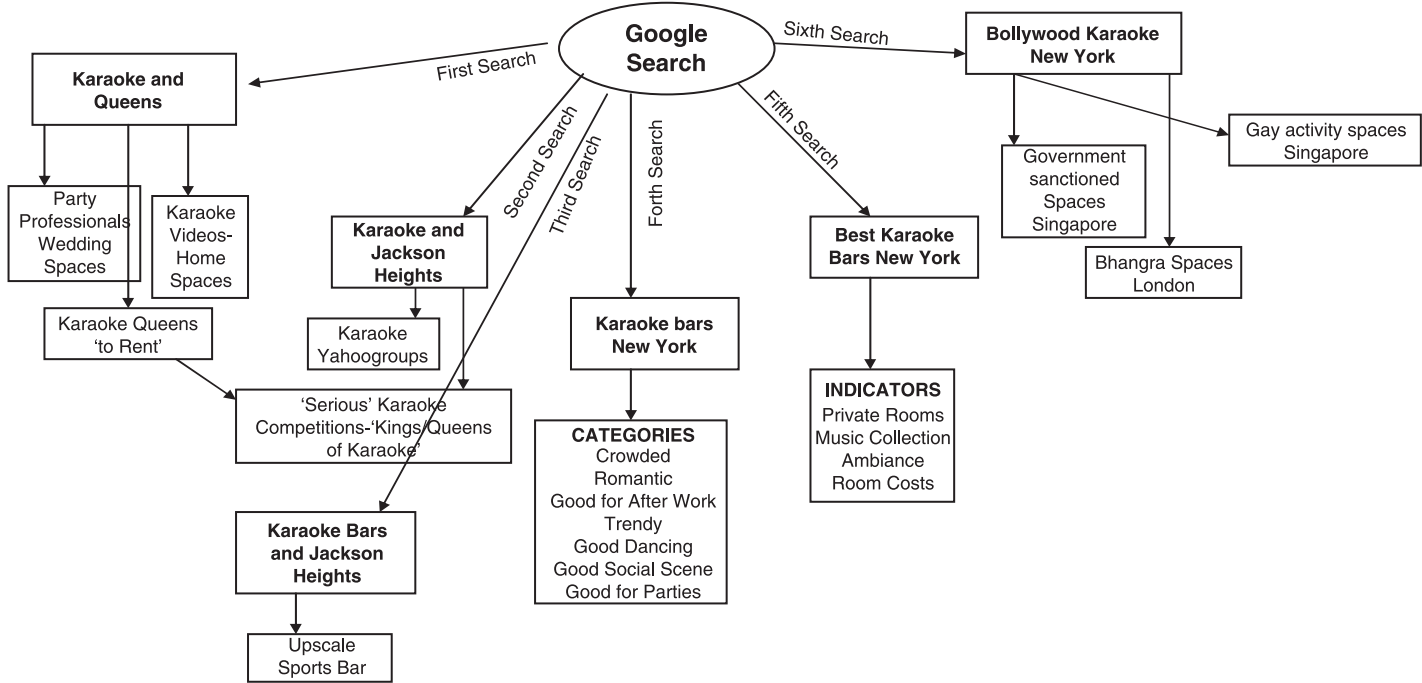 Google
Search
First Search
Second Search
Third Search
Forth Search
Fifth Search
Sixth Search
Karaoke and
Queens
Party
Professionals
Wedding
Spaces
Karaoke
Videos-
Home
Spaces
Karaoke Queens
‘to Rent’
Karaoke and
Jackson
Heights
Karaoke
Yahoogroups
‘Serious’ Karaoke
Competitions-‘Kings/Queens
of Karaoke’
Karaoke Bars
and Jackson
Heights
Upscale
Sports Bar
Karaoke bars
New York
CATEGORIES
Crowded
Romantic
Good for After Work
Trendy
Good Dancing
Good Social Scene
Good for Parties
Best Karaoke
Bars New York
INDICATORS
Private Rooms
Music Collection
Ambiance
Room Costs
Bollywood Karaoke
New York
Government
sanctioned
Spaces
Singapore
Bhangra Spaces
London
Gay activity spaces
Singapore